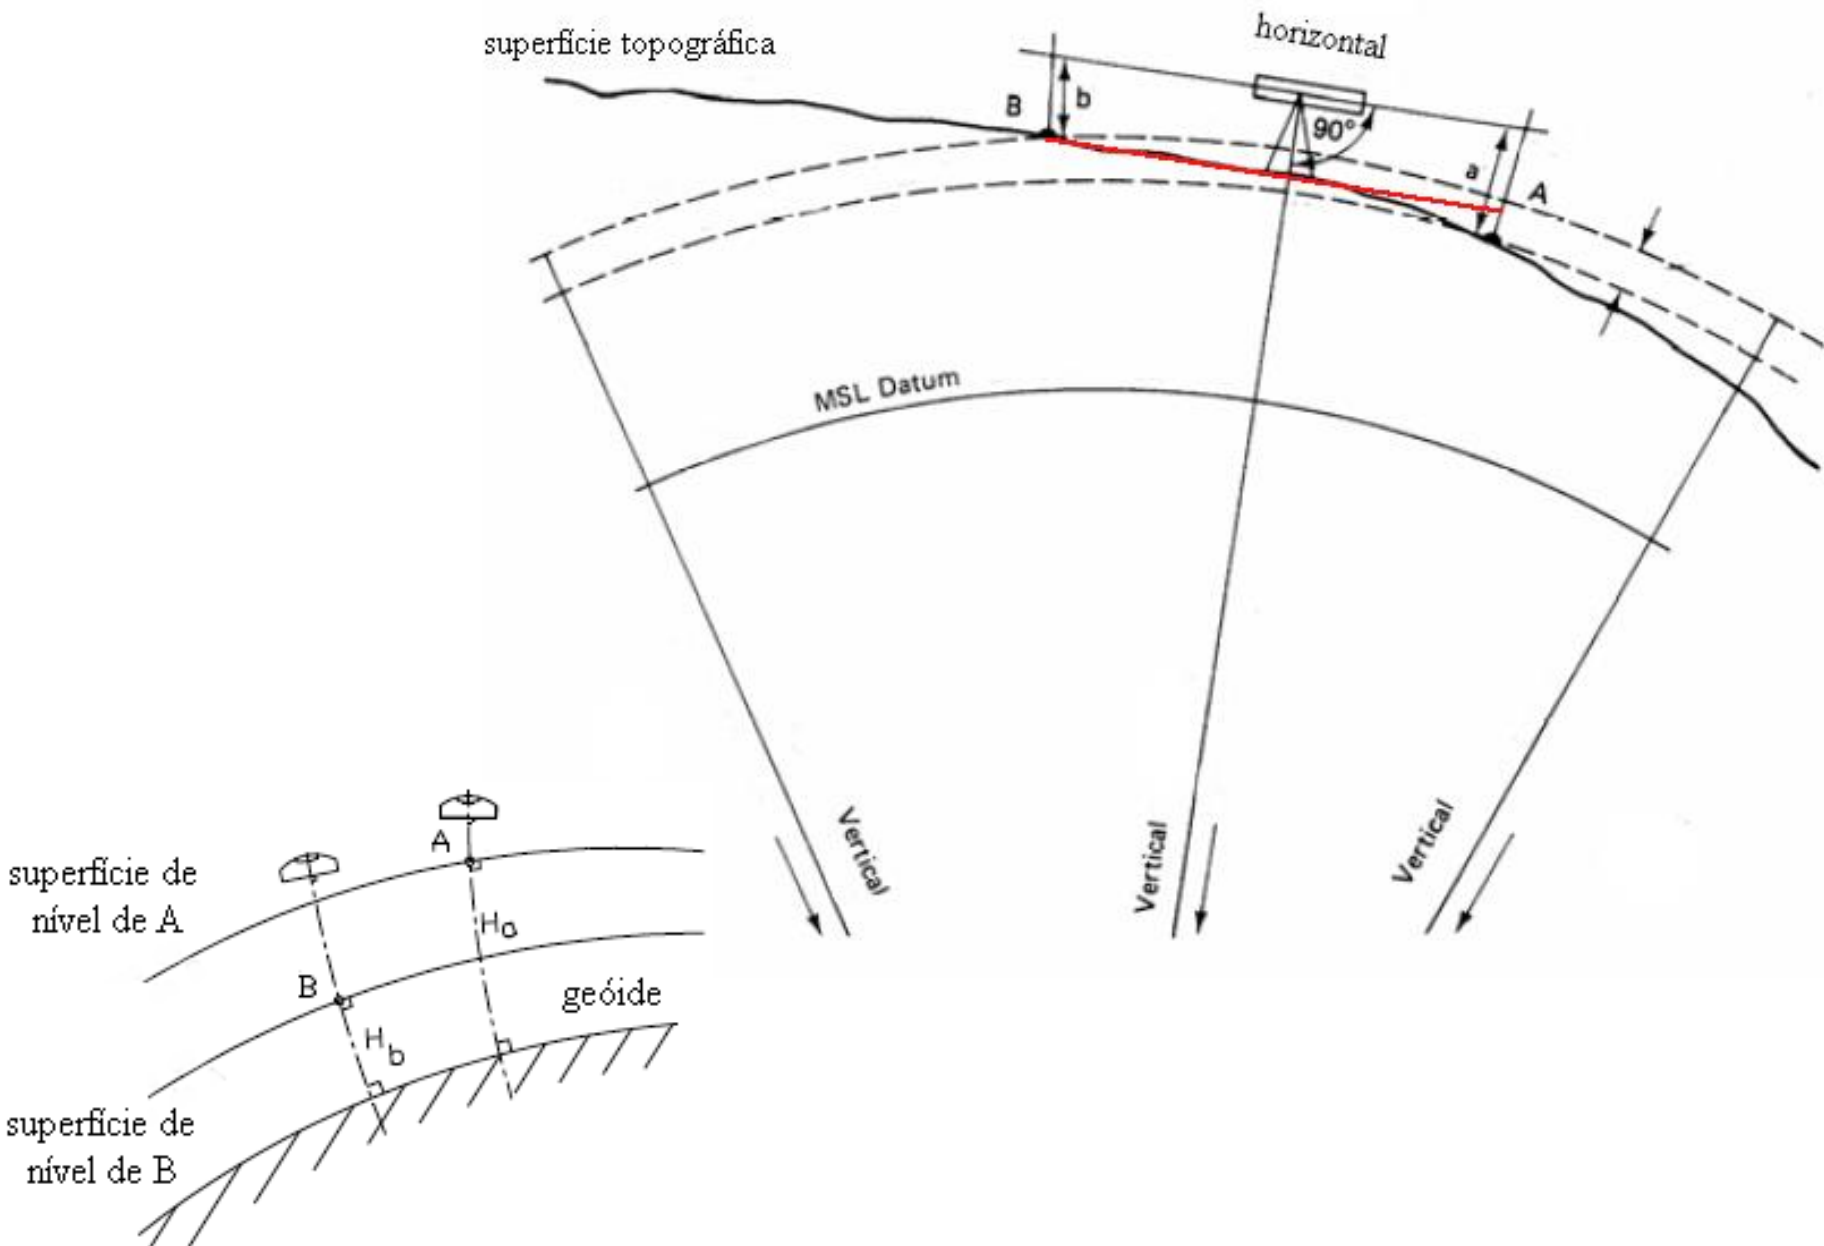 superfície topográfica
horizontal
B
b
90°
a
A
MSL Datum
Vertical
Vertical
Vertical
A
superfície de
nível de A
Ha
B
geóide
Hb
superfície de
nível de B